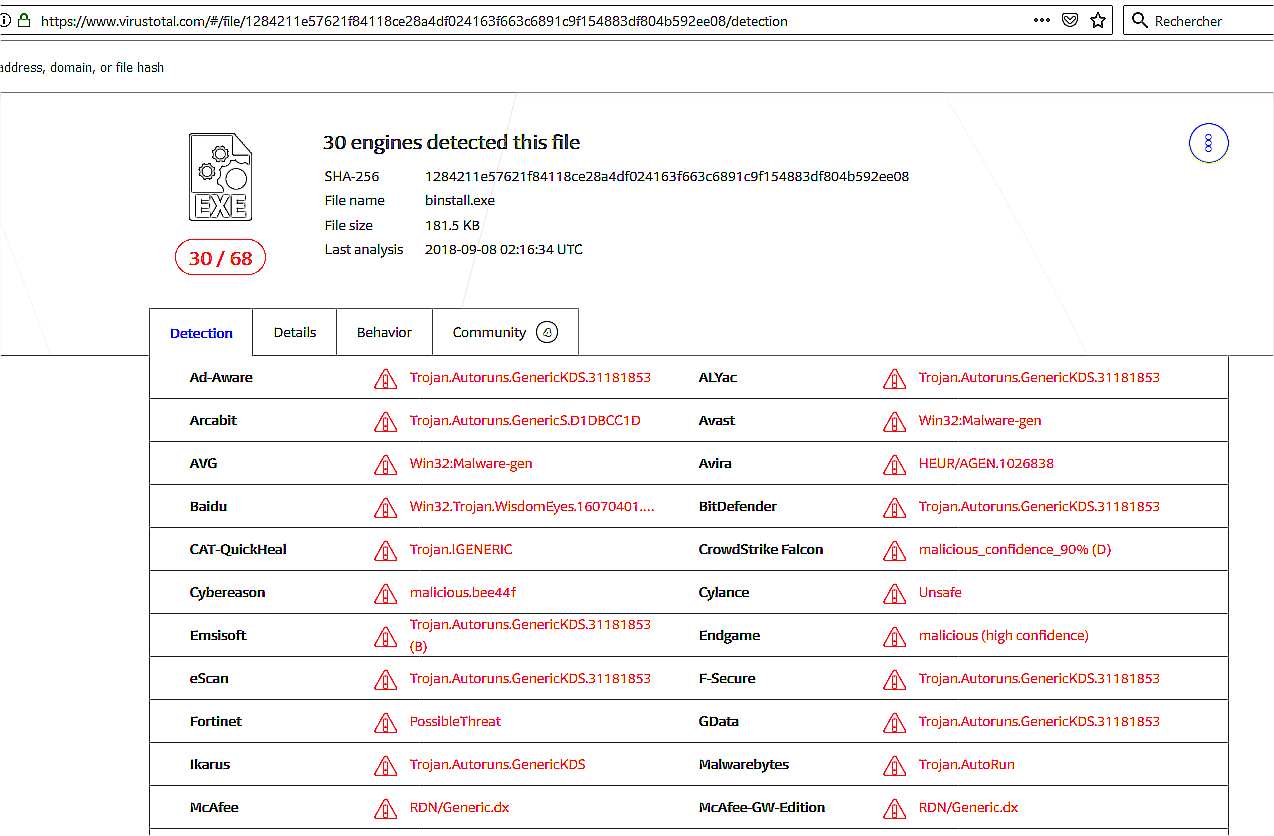 https://www.virustotal.com/#/file/1284211e57621f84118ce28a4df024163f663c6891c9f154883df804b592ee08/detection
Rechercher
address, domain, or file hash
30 engines detected this file
SHA-256 1284211e57621f84118ce28a4df024163f663c6891c9f154883df804b592ee08
File name binstall.exe
File size 181.5 KB
Last analysis 2018-09-08 02:16:34 UTC
EXE
30 / 68
Detection Details Behavior Community 4
Ad-Aware Trojan.Autoruns.GenericKDS.31181853 ALYac Trojan.Autoruns.GenericKDS.31181853
Arcabit Trojan.Autoruns.GenericS.D1DBCC1D Avast Win32:Malware-gen
AVG Win32:Malware-gen Avira HEUR/AGEN.1026838
Baidu Win32.Trojan.WisdomEyes.16070401.... BitDefender Trojan.Autoruns.GenericKDS.31181853
CAT-QuickHeal Trojan.IGENERIC CrowdStrike Falcon malicious_confidence_90% (D)
Cybereason malicious.bee44f Cylance Unsafe
Emsisoft Trojan.Autoruns.GenericKDS.31181853 (B) Endgame malicious (high confidence)
eScan Trojan.Autoruns.GenericKDS.31181853 F-Secure Trojan.Autoruns.GenericKDS.31181853
Fortinet PossibleThreat GData Trojan.Autoruns.GenericKDS.31181853
Ikarus Trojan.Autoruns.GenericKDS Malwarebytes Trojan.AutoRun
McAfee RDN/Generic.dx McAfee-GW-Edition RDN/Generic.dx